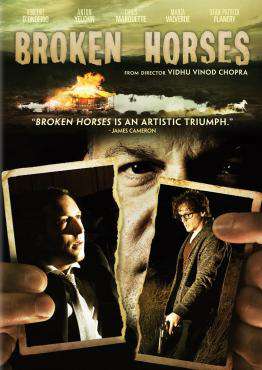 VINCENT ANTON CHRIS MARÍA SEAN PATRICK
D'ONOFRIO YELCHIN MARQUETTE VALVERDE FLANERY
BROKEN HORSES
FROM DIRECTOR VIDHU VINOD CHOPRA
"BROKEN HORSES IS AN ARTISTIC TRIUMPH."
-JAMES CAMERON